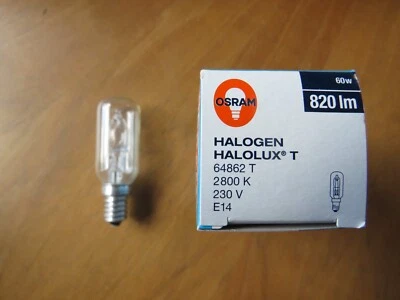 60W
OSRAM
820 lm
HALOGEN
HALOLUX® T
64862 T
2800 K
230 V
E14